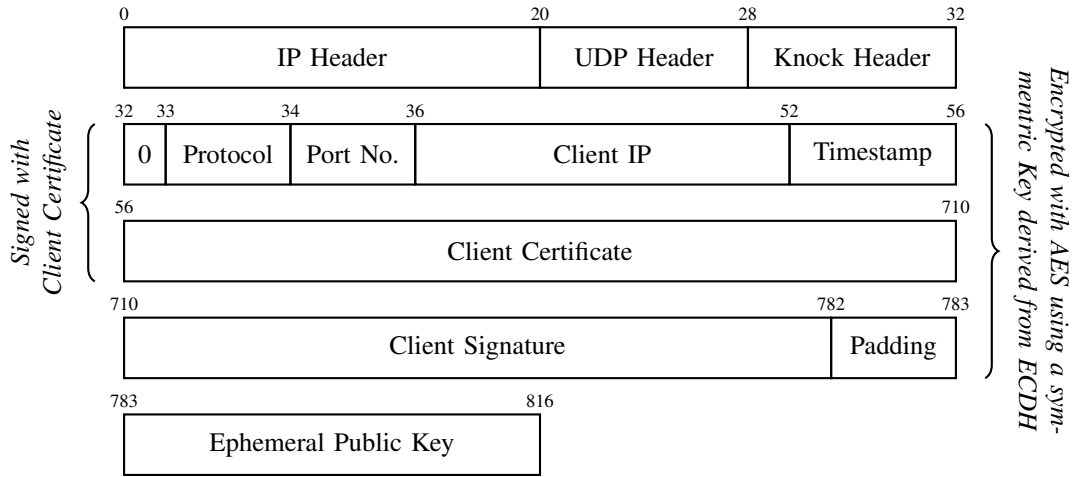 0 20 28 32
IP Header UDP Header Knock Header
32 33 34 36 52 56
0 Protocol Port No. Client IP Timestamp
56 710
Client Certificate
710 782 783
Client Signature Padding
783 816
Ephemeral Public Key
Signed with
Client Certificate
Encrypted with AES using a sym-
mentric Key derived from ECDH